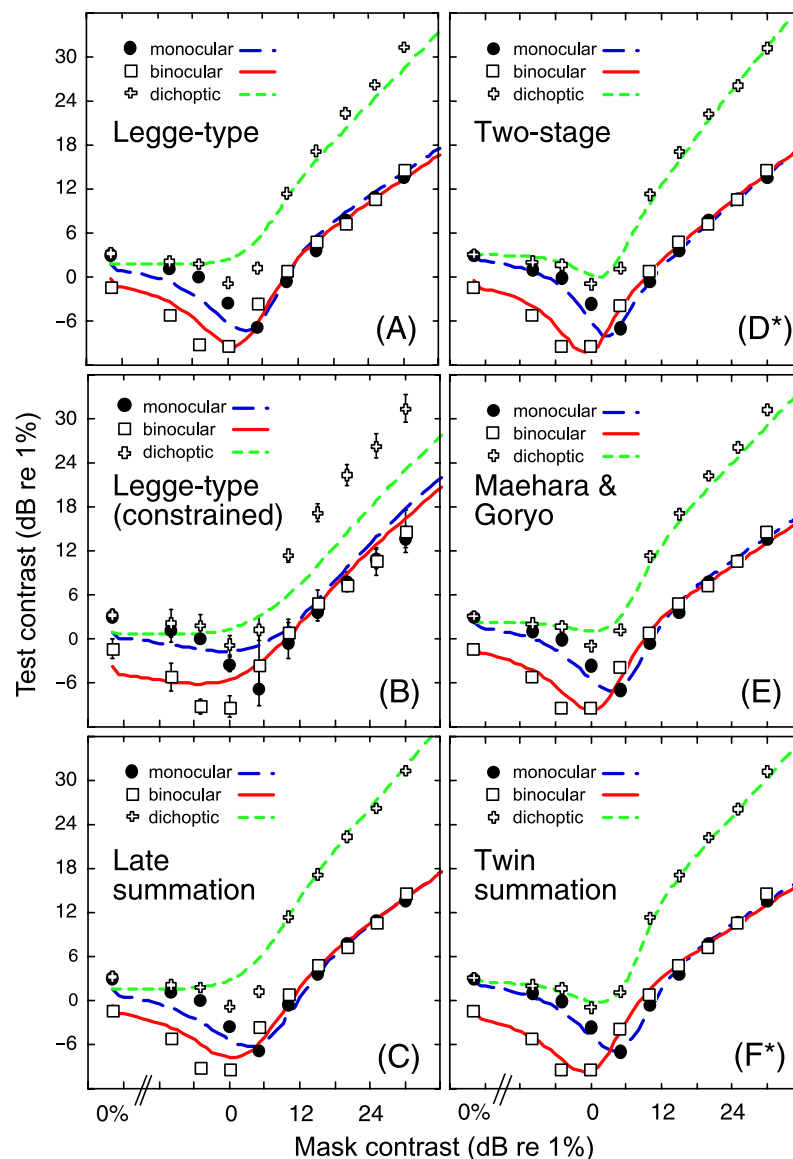 36
30
24
18
12
6
0
-6
monocular
binocular
dichoptic
Legge-type
(A)
monocular
binocular
dichoptic
Two-stage
(D*)
30
24
18
12
6
0
-6
Test contrast (dB re 1%)
monocular
binocular
dichoptic
Legge-type
(constrained)
(B)
monocular
binocular
dichoptic
Maehara &
Goryo
(E)
30
24
18
12
6
0
-6
monocular
binocular
dichoptic
Late
summation
(C)
monocular
binocular
dichoptic
Twin
summation
(F*)
0% // 0 12 24
0% // 0 12 24
Mask contrast (dB re 1%)